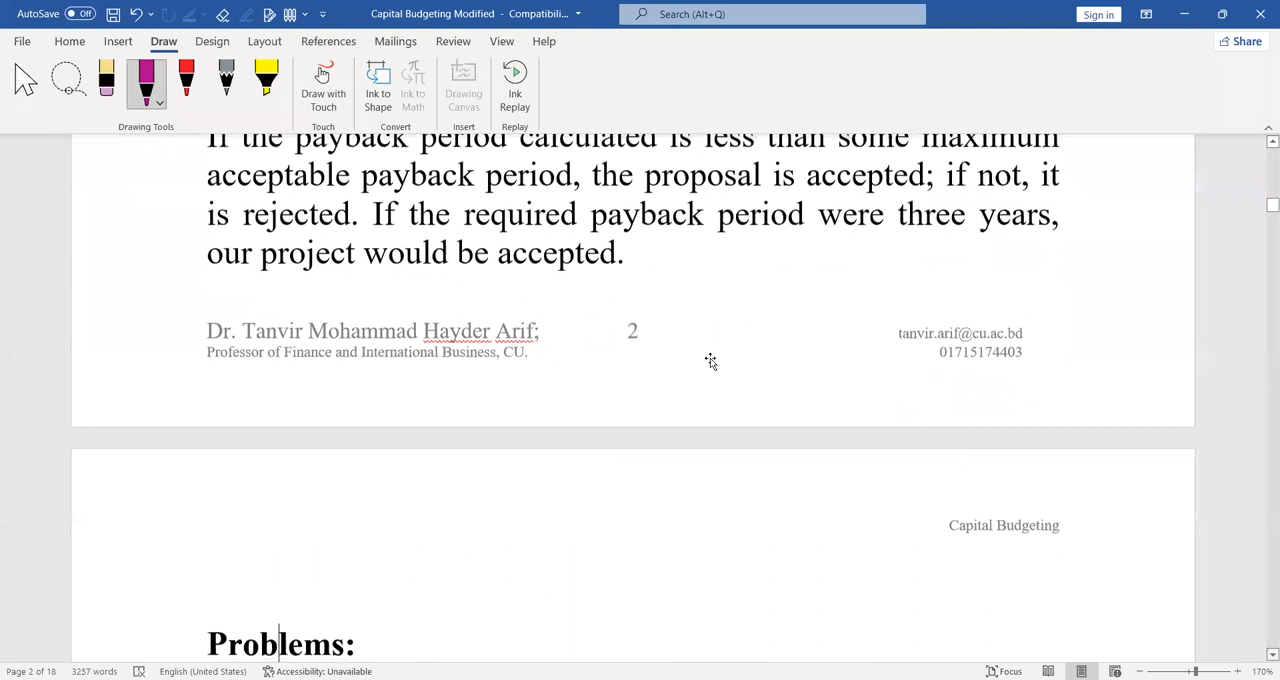 AutoSave Off Capital Budgeting Modified - Compatibili... Search (Alt+Q) Sign in
File Home Insert Draw Design Layout References Mailings Review View Help Share
Draw with Touch Ink to Shape Ink to Math Drawing Canvas Ink Replay
Drawing Tools Touch Convert Insert Replay
If the payback period calculated is less than some maximum
acceptable payback period, the proposal is accepted; if not, it
is rejected. If the required payback period were three years,
our project would be accepted.
Dr. Tanvir Mohammad Hayder Arif; 2 tanvir.arif@cu.ac.bd
Professor of Finance and International Business, CU. 01715174403
Capital Budgeting
Problems:
Page 2 of 18 3257 words English (United States) Accessibility: Unavailable Focus 170%